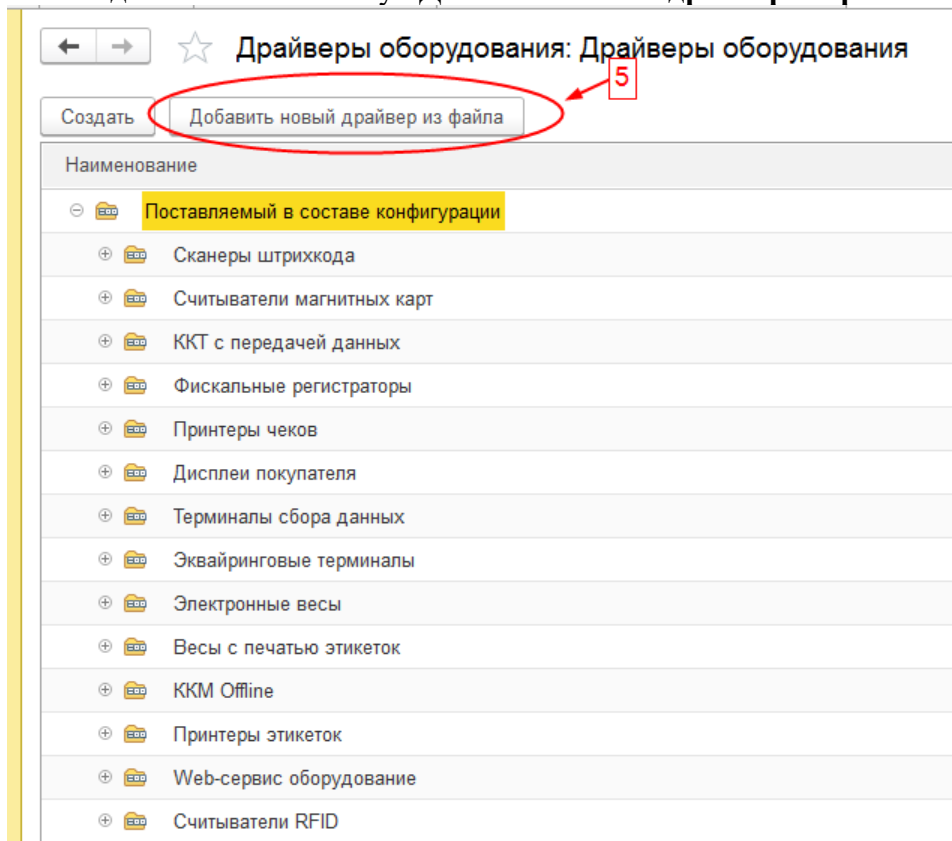 Драйверы оборудования: Драйверы оборудования
5
Создать
Добавить новый драйвер из файла
Наименование
Поставляемый в составе конфигурации
Сканеры штрихкода
Считыватели магнитных карт
ККТ с передачей данных
Фискальные регистраторы
Принтеры чеков
Дисплеи покупателя
Терминалы сбора данных
Эквайринговые терминалы
Электронные весы
Весы с печатью этикеток
ККМ Offline
Принтеры этикеток
Web-сервис оборудование
Считыватели RFID